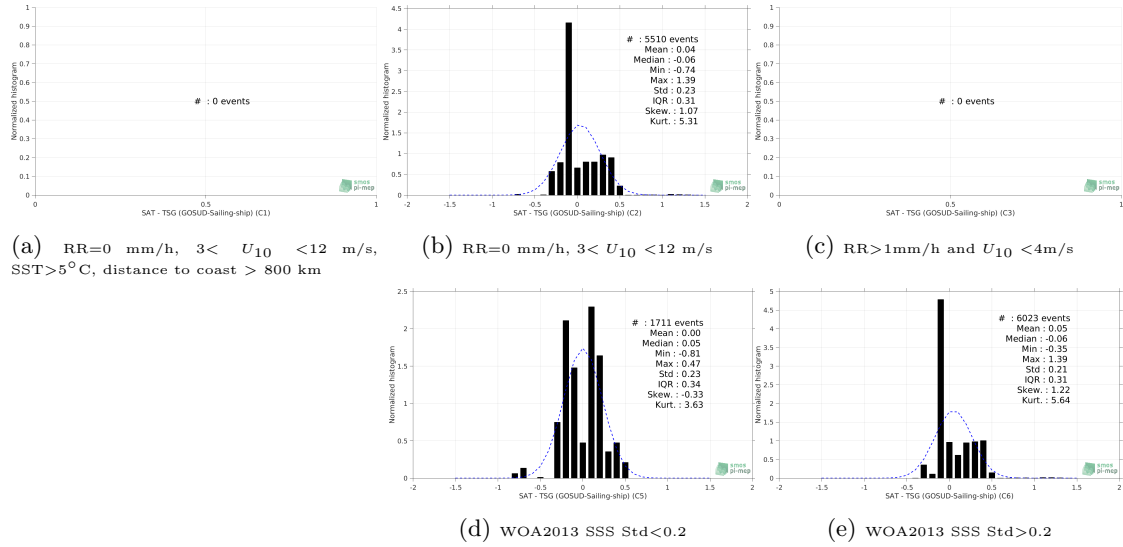 1
0.9
0.8
0.7
0.6
0.5
0.4
0.3
0.2
0.1
0
Normalized histogram
# : 0 events
0 0.5 1
SAT - TSG (GOSUD-Sailing-ship) (C1)
smos
pi-mep
(a) RR=0 mm/h, 3< U10 <12 m/s,
SST>5°C, distance to coast > 800 km
4.5
4
3.5
3
2.5
2
1.5
1
0.5
0
Normalized histogram
# : 5510 events
Mean : 0.04
Median : -0.06
Min : -0.74
Max : 1.39
Std : 0.23
IQR : 0.31
Skew. : 1.07
Kurt. : 5.31
-2 -1.5 -1 -0.5 0 0.5 1 1.5 2
SAT - TSG (GOSUD-Sailing-ship) (C2)
smos
pi-mep
(b) RR=0 mm/h, 3< U10 <12 m/s
1
0.9
0.8
0.7
0.6
0.5
0.4
0.3
0.2
0.1
0
Normalized histogram
# : 0 events
0 0.5 1
SAT - TSG (GOSUD-Sailing-ship) (C3)
smos
pi-mep
(c) RR>1mm/h and U10 <4m/s
2.5
2
1.5
1
0.5
0
Normalized histogram
# : 1711 events
Mean : 0.00
Median : 0.05
Min : -0.81
Max : 0.47
Std : 0.23
IQR : 0.34
Skew. : -0.33
Kurt. : 3.63
-2 -1.5 -1 -0.5 0 0.5 1 1.5 2
SAT - TSG (GOSUD-Sailing-ship) (C5)
smos
pi-mep
(d) WOA2013 SSS Std<0.2
5
4.5
4
3.5
3
2.5
2
1.5
1
0.5
0
Normalized histogram
# : 6023 events
Mean : 0.05
Median : -0.06
Min : -0.35
Max : 1.39
Std : 0.21
IQR : 0.31
Skew. : 1.22
Kurt. : 5.64
-2 -1.5 -1 -0.5 0 0.5 1 1.5 2
SAT - TSG (GOSUD-Sailing-ship) (C6)
smos
pi-mep
(e) WOA2013 SSS Std>0.2